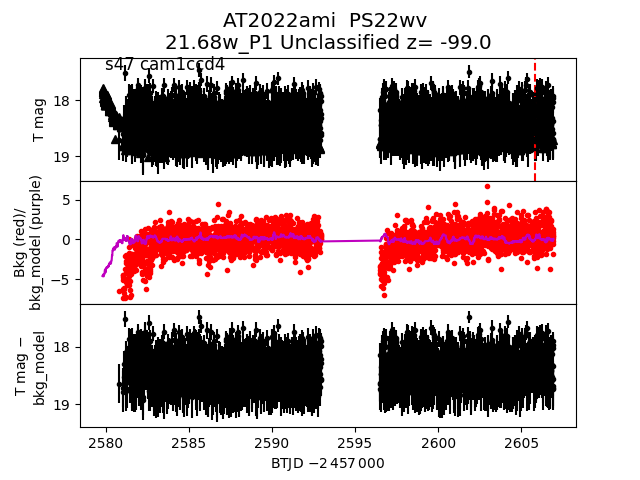 AT2022ami  PS22wv
21.68w_P1 Unclassified z= -99.0
s47 cam1ccd4
T mag
18
19
Bkg (red)/
bkg_model (purple)
5
0
−5
T mag −
bkg_model
18
19
2580 2585 2590 2595 2600 2605
BTJD −2 457 000